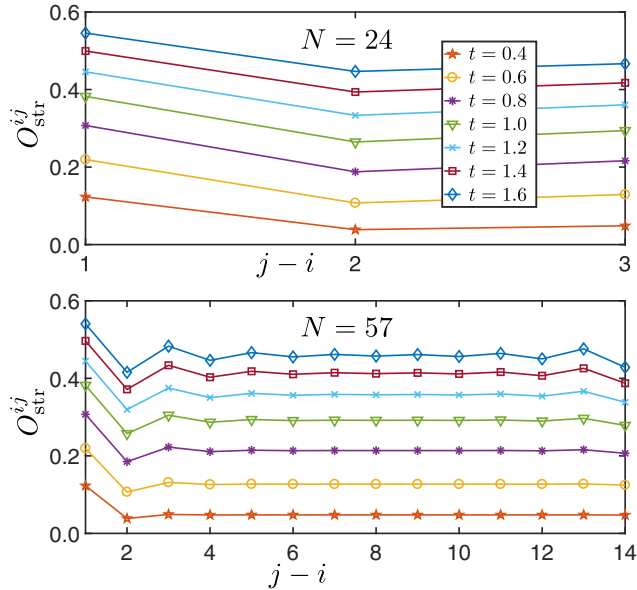 0.6
N = 24
t = 0.4
t = 0.6
t = 0.8
t = 1.0
t = 1.2
t = 1.4
t = 1.6
0.4
0.2
0.0
O_str^ij
1
2
3
j − i
0.6
N = 57
0.4
0.2
0.0
O_str^ij
2
4
6
8
10
12
14
j − i